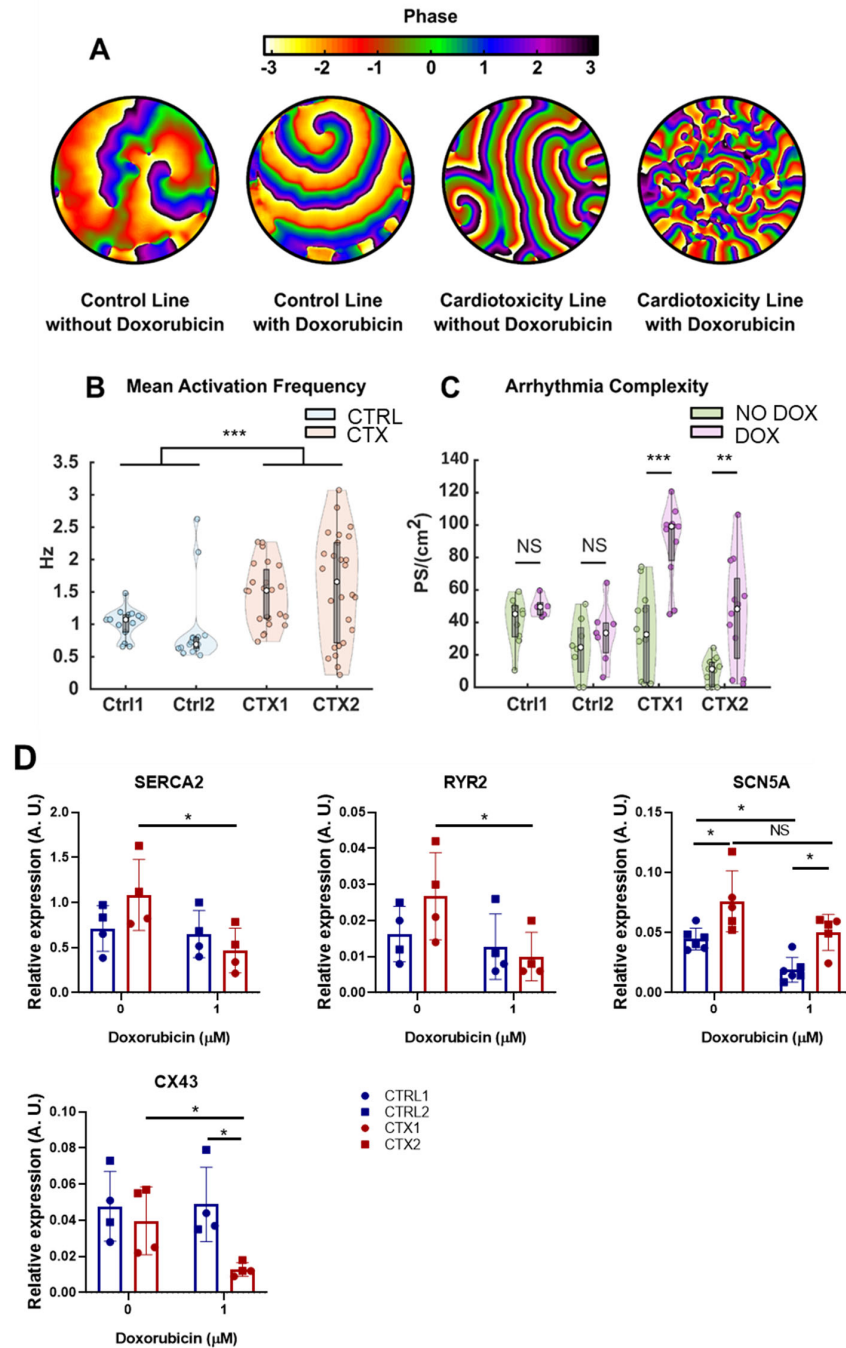 A
Phase
-3 -2 -1 0 1 2 3
Control Line without Doxorubicin
Control Line with Doxorubicin
Cardiotoxicity Line without Doxorubicin
Cardiotoxicity Line with Doxorubicin
B Mean Activation Frequency
CTRL
CTX
***
3.5
3
2.5
2
1.5
1
0.5
0
Hz
Ctrl1 Ctrl2 CTX1 CTX2
C Arrhythmia Complexity
NO DOX
DOX
140
120
100
80
60
40
20
0
PS/(cm²)
NS NS *** **
Ctrl1 Ctrl2 CTX1 CTX2
D
SERCA2
Relative expression (A. U.)
2.0
1.5
1.0
0.5
0.0
*
0 1
Doxorubicin (μM)
RYR2
Relative expression (A. U.)
0.05
0.04
0.03
0.02
0.01
0.00
*
0 1
Doxorubicin (μM)
SCN5A
Relative expression (A. U.)
0.15
0.10
0.05
0.00
*
NS
* *
0 1
Doxorubicin (μM)
CX43
Relative expression (A. U.)
0.10
0.08
0.06
0.04
0.02
0.00
*
*
0 1
Doxorubicin (μM)
CTRL1
CTRL2
CTX1
CTX2